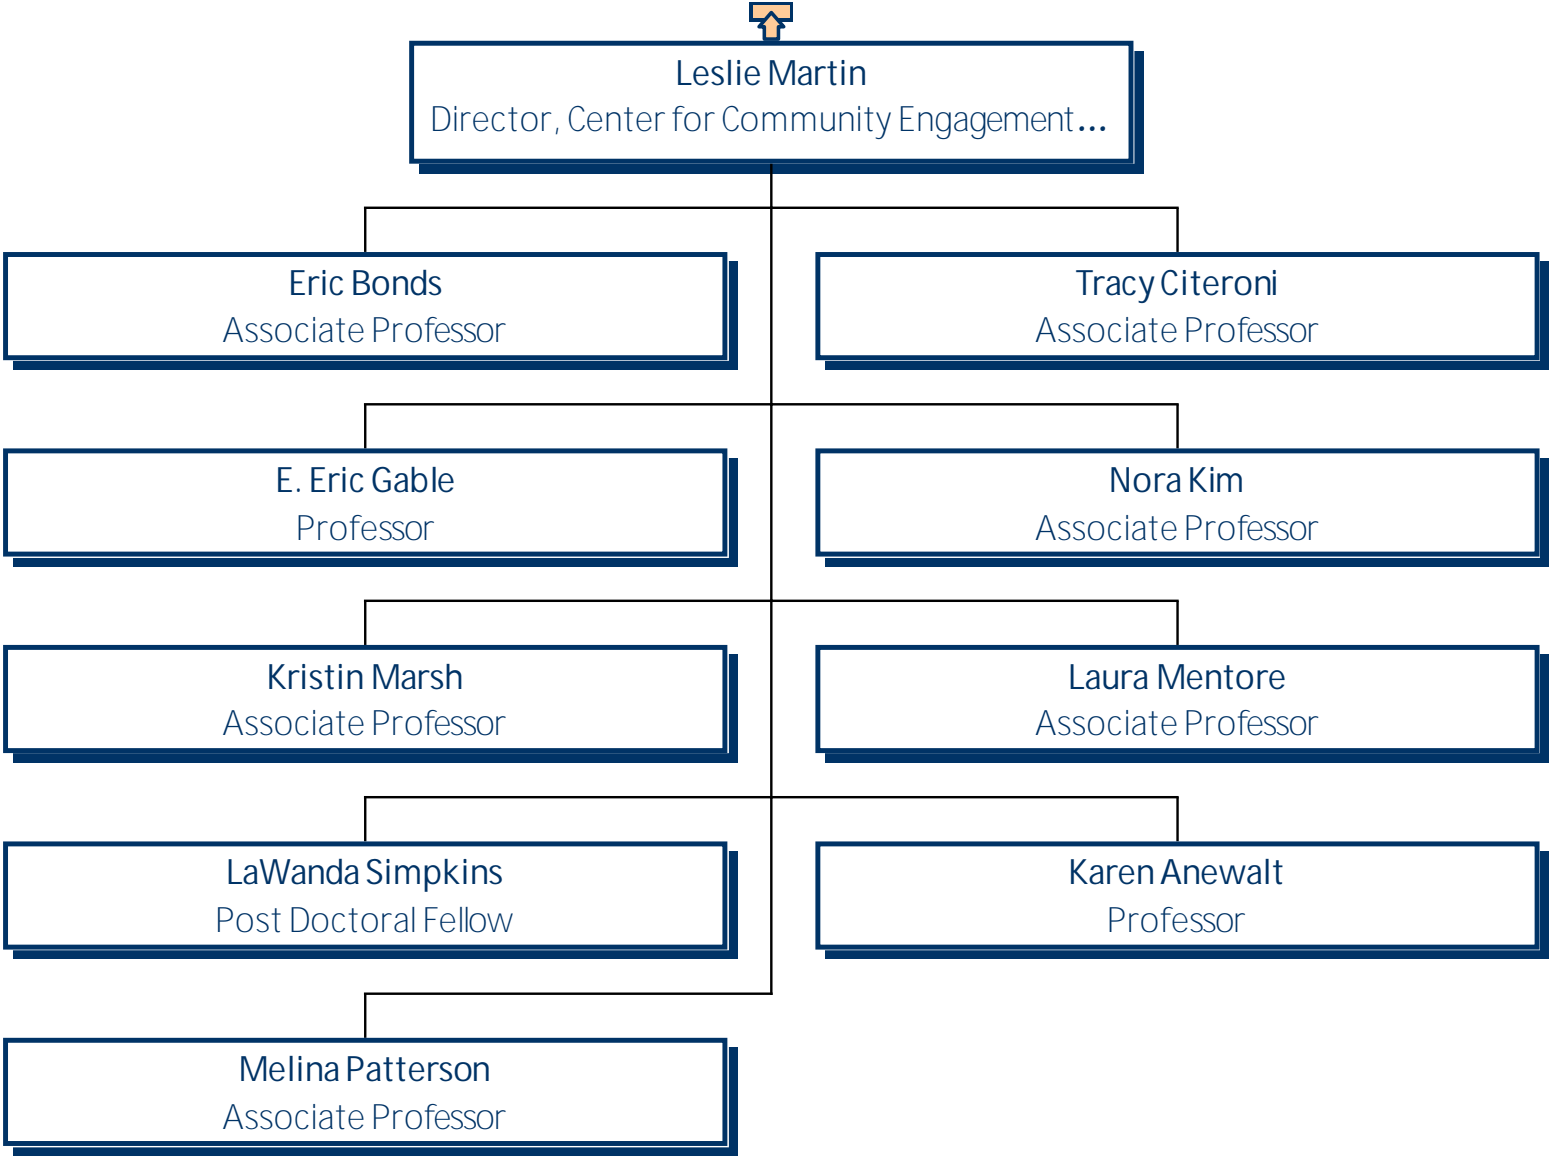 Leslie Martin
Director, Center for Community Engagement...
Eric Bonds
Associate Professor
Tracy Citeroni
Associate Professor
E. Eric Gable
Professor
Nora Kim
Associate Professor
Kristin Marsh
Associate Professor
Laura Mentore
Associate Professor
LaWanda Simpkins
Post Doctoral Fellow
Karen Anewalt
Professor
Melina Patterson
Associate Professor